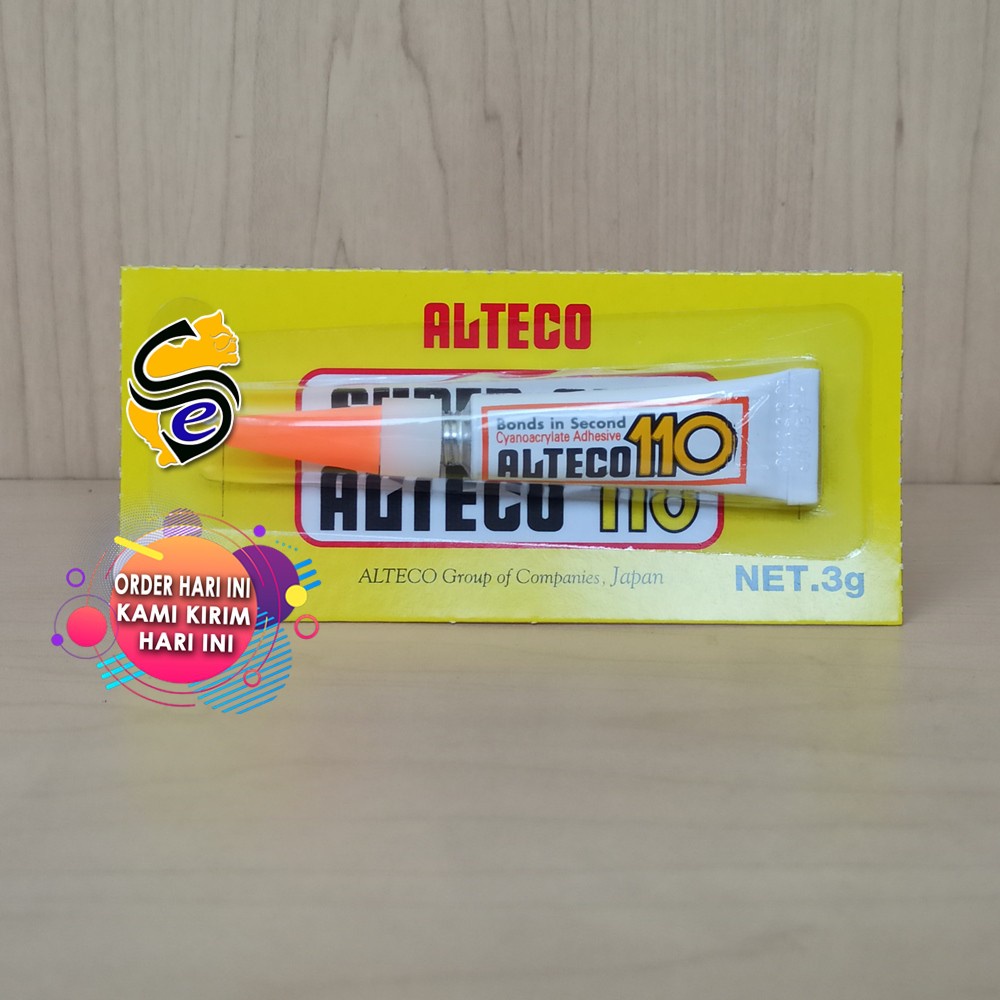 ALTECO
Bonds in Second
Cyanoacrylate Adhesive
ALTECO 110
ALTECO 110
ALTECO Group of Companies, Japan
NET.3g
Se
ORDER HARI INI
KAMI KIRIM
HARI INI